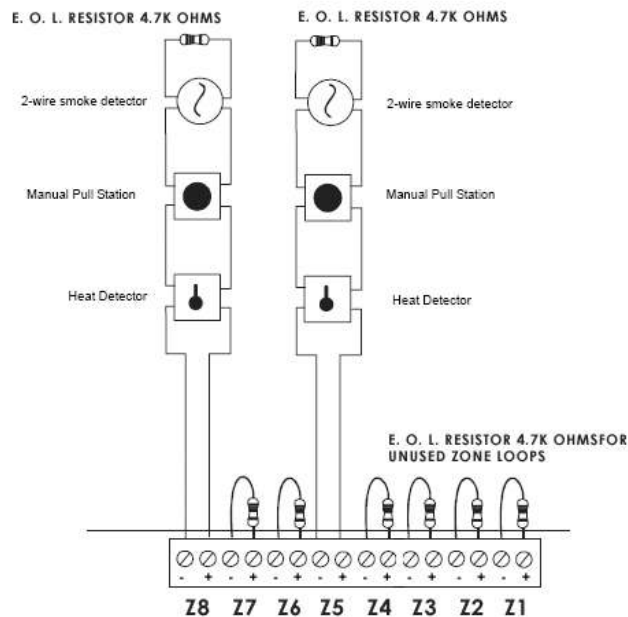 E. O. L. RESISTOR 4.7K OHMS
E. O. L. RESISTOR 4.7K OHMS
2-wire smoke detector
2-wire smoke detector
Manual Pull Station
Manual Pull Station
Heat Detector
Heat Detector
E. O. L. RESISTOR 4.7K OHMSFOR
UNUSED ZONE LOOPS
- + - + - + - + - + - + - + - +
Z8 Z7 Z6 Z5 Z4 Z3 Z2 Z1